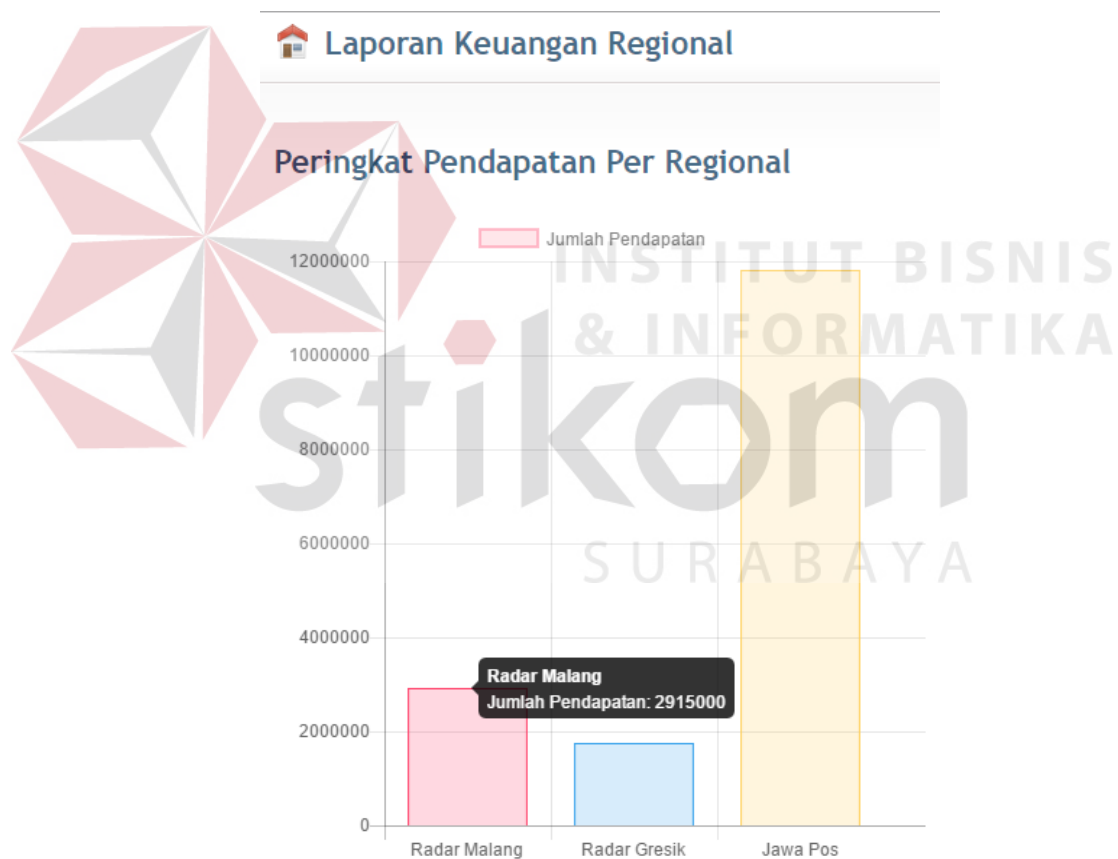 Laporan Keuangan Regional
Peringkat Pendapatan Per Regional
Jumlah Pendapatan
INSTITUT BISNIS
& INFORMATIKA
stikom
SURABAYA
12000000
10000000
8000000
6000000
4000000
2000000
0
Radar Malang
Jumlah Pendapatan: 2915000
Radar Malang
Radar Gresik
Jawa Pos